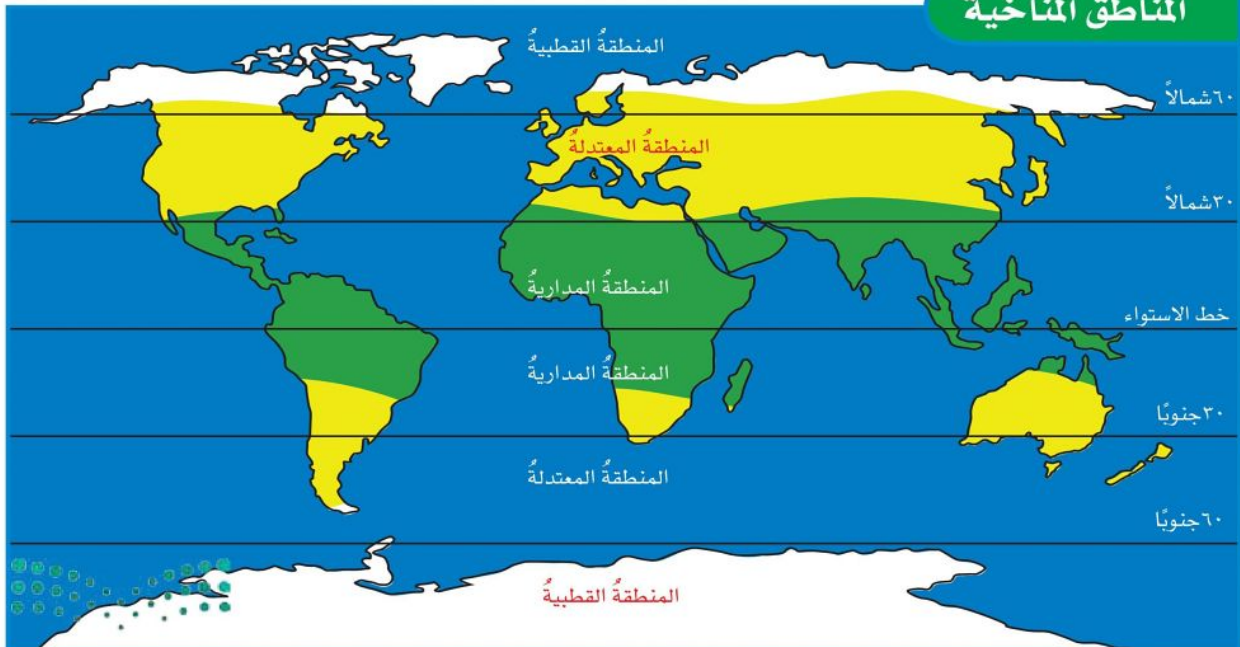 المناطق المناخية
المنطقةُ القطبيةُ
٦٠شمالاً
المنطقةُ المعتدلةُ
٣٠شمالاً
المنطقةُ المداريةُ
خط الاستواء
المنطقةُ المداريةُ
٣٠جنوبًا
المنطقةُ المعتدلةُ
٦٠جنوبًا
المنطقةُ القطبيةُ